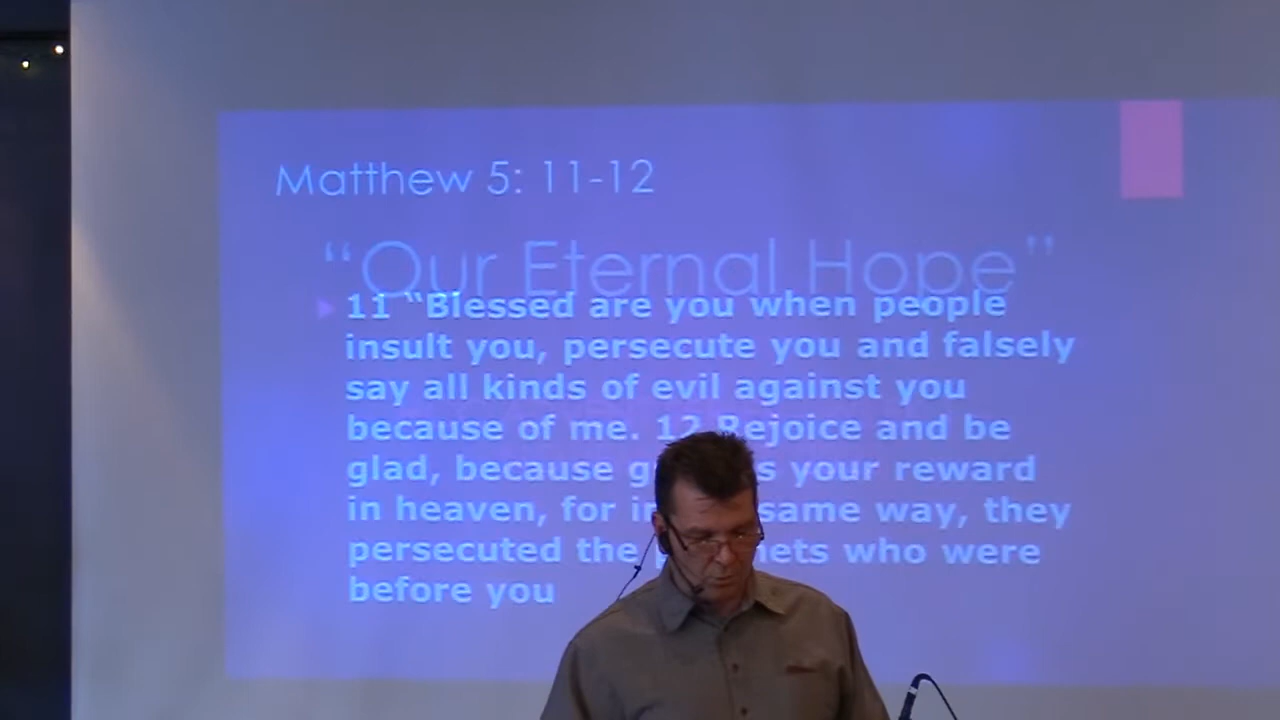 Matthew 5: 11-12
“Our Eternal Hope”
11 “Blessed are you when people
insult you, persecute you and falsely
say all kinds of evil against you
because of me. 12 Rejoice and be
glad, because your reward
in heaven, for in same way, they
persecuted the who were
before you